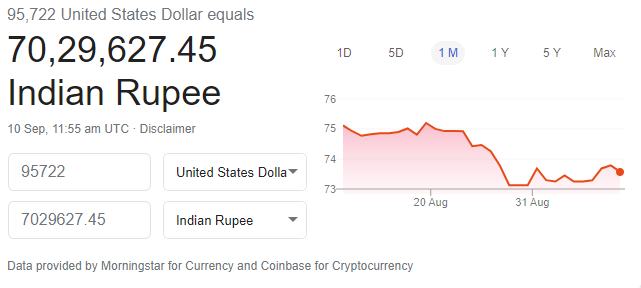 95,722 United States Dollar equals
70,29,627.45
Indian Rupee
10 Sep, 11:55 am UTC · Disclaimer
95722
United States Dolla
7029627.45
Indian Rupee
1D 5D 1 M 1 Y 5 Y Max
76
75
74
73
20 Aug 31 Aug
Data provided by Morningstar for Currency and Coinbase for Cryptocurrency